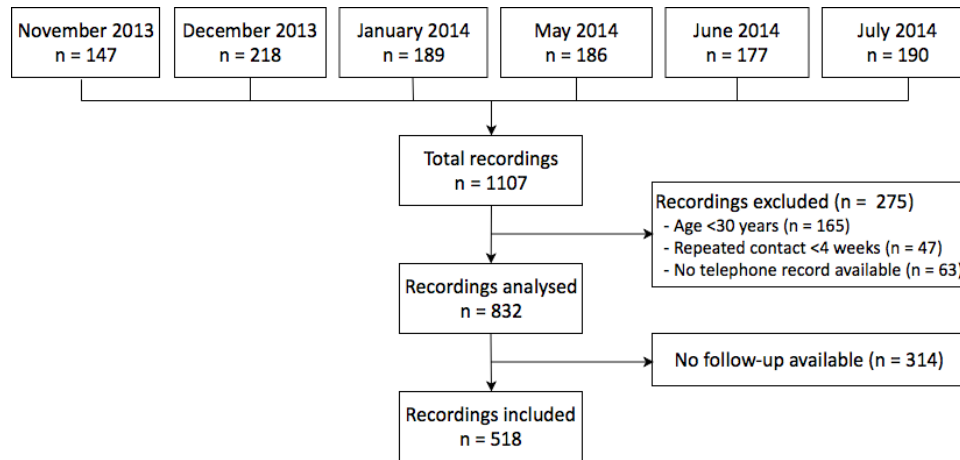 November 2013
n = 147
December 2013
n = 218
January 2014
n = 189
May 2014
n = 186
June 2014
n = 177
July 2014
n = 190
Total recordings
n = 1107
Recordings excluded (n = 275)
- Age <30 years (n = 165)
- Repeated contact <4 weeks (n = 47)
- No telephone record available (n = 63)
Recordings analysed
n = 832
No follow-up available (n = 314)
Recordings included
n = 518